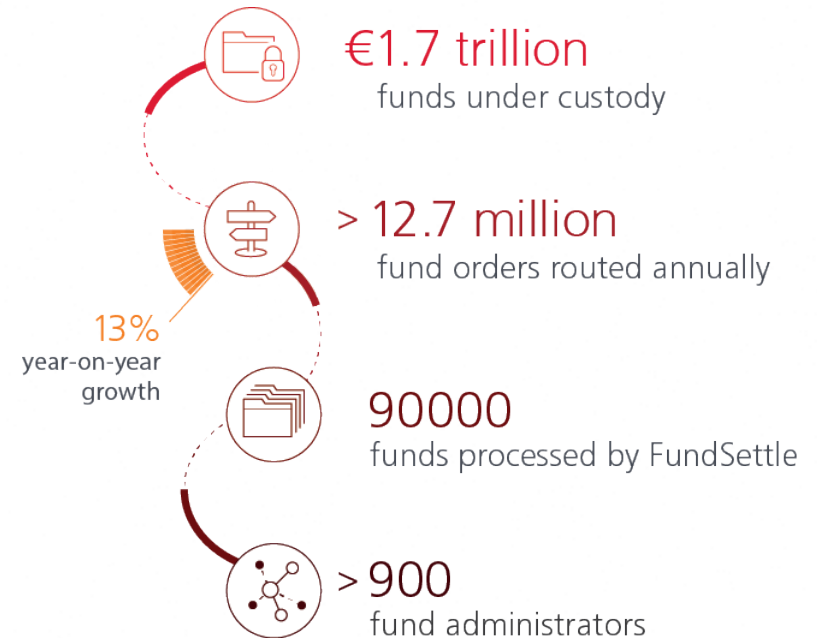 €1.7 trillion
funds under custody
> 12.7 million
fund orders routed annually
13%
year-on-year
growth
90000
funds processed by FundSettle
> 900
fund administrators